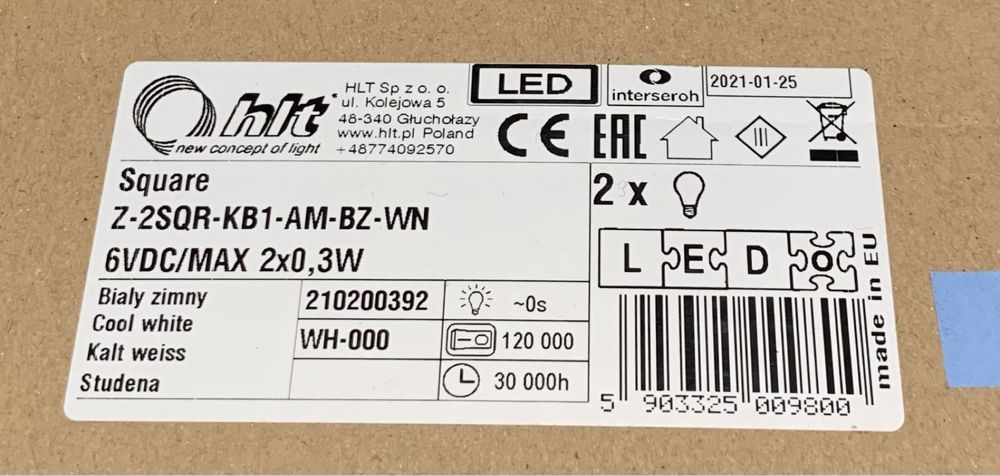 hlt
new concept of light
HLT Sp z o. o.
ul. Kolejowa 5
48-340 Głuchołazy
www.hlt.pl Poland
+48774092570
LED
interseroh
2021-01-25
CE EAC III
Square
Z-2SQR-KB1-AM-BZ-WN
6VDC/MAX 2x0,3W
2 x
L E D O
Bialy zimny
Cool white
Kalt weiss
Studena
210200392
WH-000
~0s
120 000
30 000h
5 903325 009800
made in EU